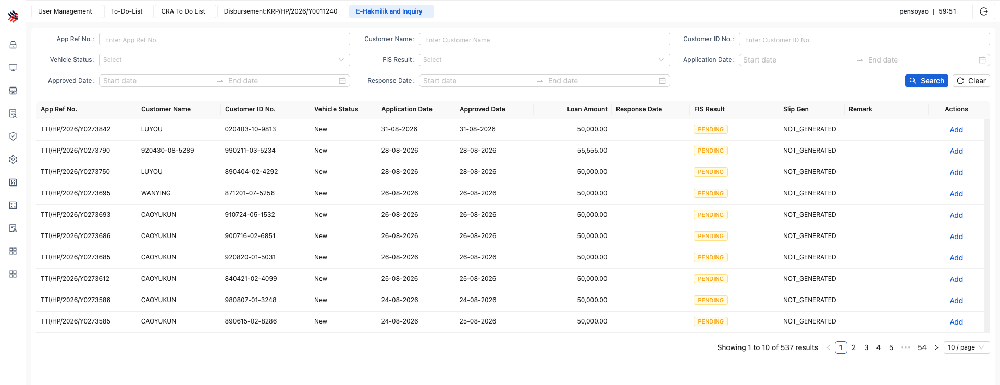 User Management To-Do-List CRA To Do List Disbursement:KRP/HP/2026/Y0011240 E-Hakmilik and Inquiry pensoyao | 59:51
App Ref No. : Enter App Ref No. Customer Name : Enter Customer Name Customer ID No. : Enter Customer ID No.
Vehicle Status : Select FIS Result : Select Application Date : Start date → End date
Approved Date : Start date → End date Response Date : Start date → End date Search Clear
App Ref No. Customer Name Customer ID No. Vehicle Status Application Date Approved Date Loan Amount Response Date FIS Result Slip Gen Remark Actions
TTI/HP/2026/Y0273842 LUYOU 020403-10-9813 New 31-08-2026 31-08-2026 50,000.00 PENDING NOT_GENERATED Add
TTI/HP/2026/Y0273790 920430-08-5289 990211-03-5234 New 28-08-2026 28-08-2026 55,555.00 PENDING NOT_GENERATED Add
TTI/HP/2026/Y0273750 LUYOU 890404-02-4292 New 28-08-2026 28-08-2026 50,000.00 PENDING NOT_GENERATED Add
TTI/HP/2026/Y0273695 WANYING 871201-07-5256 New 26-08-2026 26-08-2026 50,000.00 PENDING NOT_GENERATED Add
TTI/HP/2026/Y0273693 CAOYUKUN 910724-05-1532 New 26-08-2026 26-08-2026 50,000.00 PENDING NOT_GENERATED Add
TTI/HP/2026/Y0273686 CAOYUKUN 900716-02-6851 New 26-08-2026 26-08-2026 50,000.00 PENDING NOT_GENERATED Add
TTI/HP/2026/Y0273685 CAOYUKUN 920820-01-5031 New 26-08-2026 26-08-2026 50,000.00 PENDING NOT_GENERATED Add
TTI/HP/2026/Y0273612 CAOYUKUN 840421-02-4099 New 25-08-2026 25-08-2026 50,000.00 PENDING NOT_GENERATED Add
TTI/HP/2026/Y0273586 CAOYUKUN 980807-01-3248 New 24-08-2026 24-08-2026 50,000.00 PENDING NOT_GENERATED Add
TTI/HP/2026/Y0273585 CAOYUKUN 890615-02-8286 New 24-08-2026 25-08-2026 50,000.00 PENDING NOT_GENERATED Add
Showing 1 to 10 of 537 results < 1 2 3 4 5 ••• 54 > 10 / page